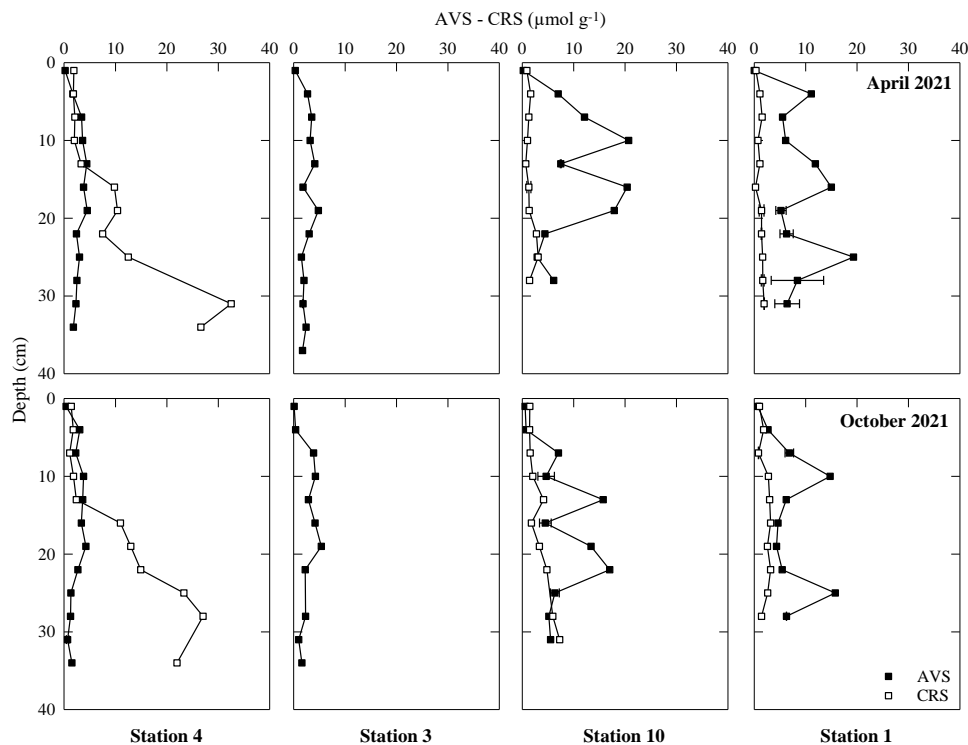 AVS - CRS (µmol g⁻¹)
0 10 20 30 40 0 10 20 30 40 0 10 20 30 40 0 10 20 30 40
0
10
20
30
40
April 2021
Depth (cm)
0
10
20
30
40
October 2021
AVS
CRS
Station 4 Station 3 Station 10 Station 1